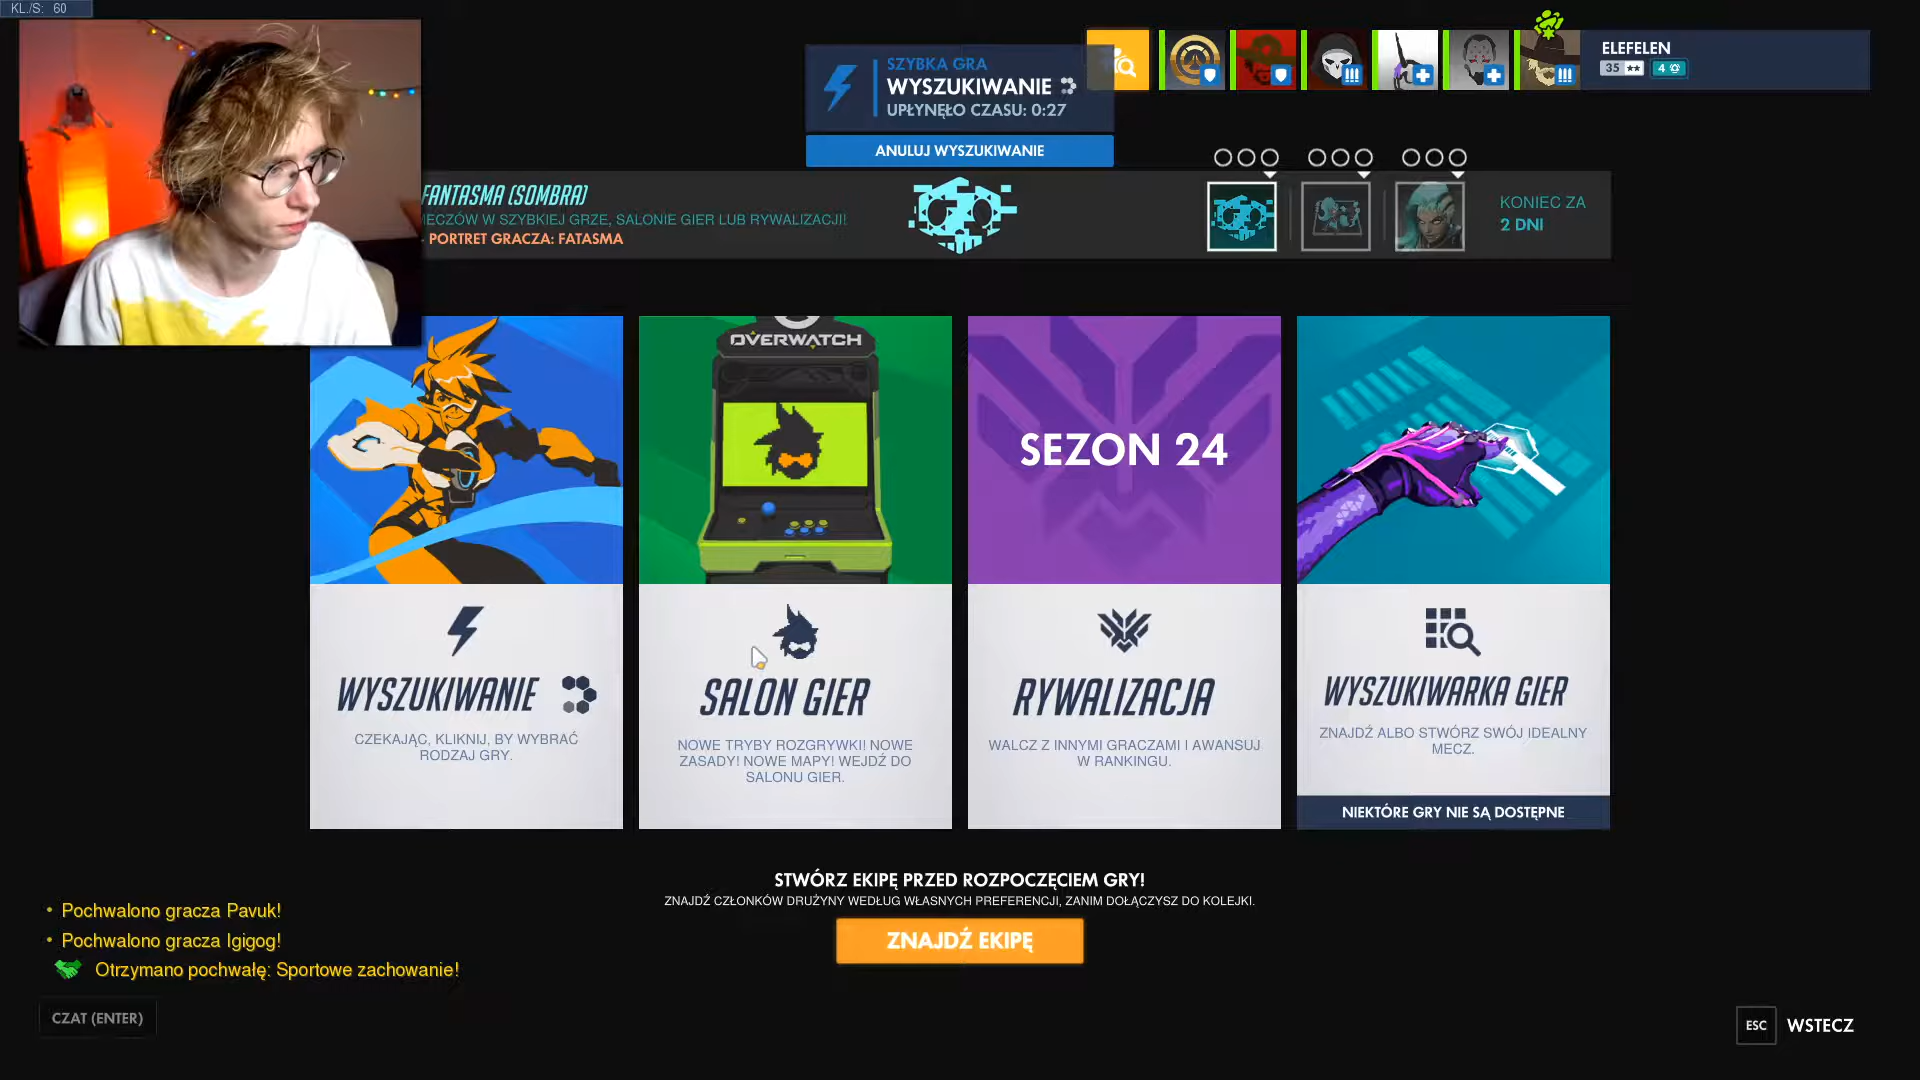 KL./S: 60
SZYBKA GRA
WYSZUKIWANIE
UPŁYNĘŁO CZASU: 0:27
ANULUJ WYSZUKIWANIE
ELEFELEN
35
4
FANTASMA (SOMBRA)
MECZÓW W SZYBKIEJ GRZE, SALONIE GIER LUB RYWALIZACJI!
PORTRET GRACZA: FATASMA
KONIEC ZA
2 DNI
OVERWATCH
SEZON 24
WYSZUKIWANIE
CZEKAJĄC, KLIKNIJ, BY WYBRAĆ
RODZAJ GRY.
SALON GIER
NOWE TRYBY ROZGRYWKI! NOWE
ZASADY! NOWE MAPY! WEJDŹ DO
SALONU GIER.
RYWALIZACJA
WALCZ Z INNYMI GRACZAMI I AWANSUJ
W RANKINGU.
WYSZUKIWARKA GIER
ZNAJDŹ ALBO STWÓRZ SWÓJ IDEALNY
MECZ.
NIEKTÓRE GRY NIE SĄ DOSTĘPNE
STWÓRZ EKIPĘ PRZED ROZPOCZĘCIEM GRY!
ZNAJDŹ CZŁONKÓW DRUŻYNY WEDŁUG WŁASNYCH PREFERENCJI, ZANIM DOŁĄCZYSZ DO KOLEJKI.
ZNAJDŹ EKIPĘ
• Pochwalono gracza Pavuk!
• Pochwalono gracza Igigog!
Otrzymano pochwałę: Sportowe zachowanie!
CZAT (ENTER)
ESC WSTECZ